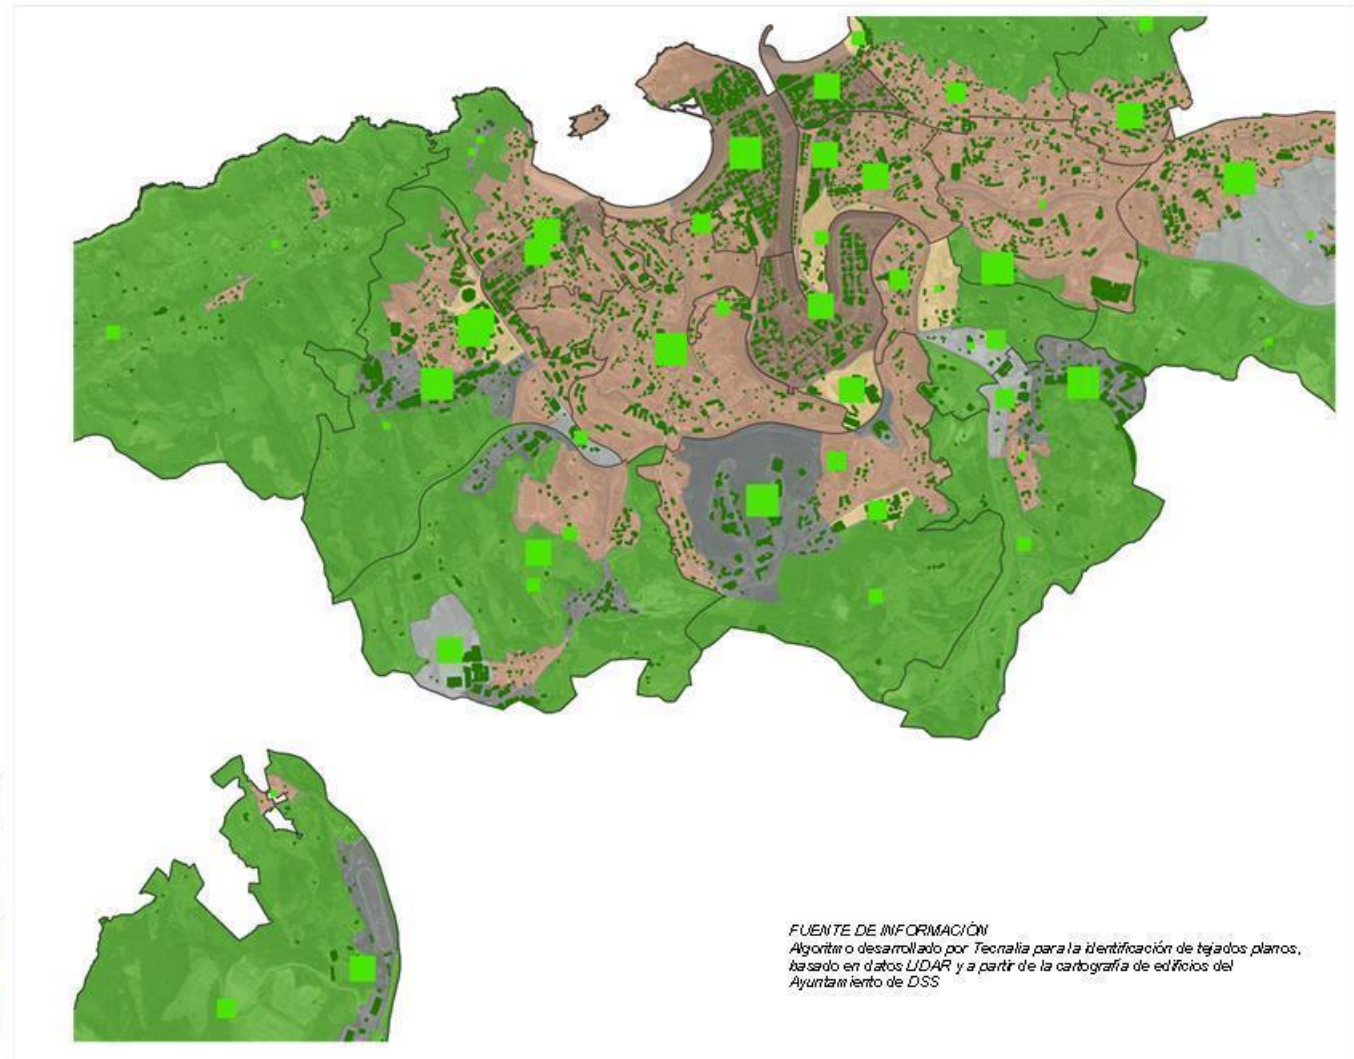 FUENTE DE INFORMACIÓN
Algoritmo desarrollado por Tecnalia para la identificación de tejados planos,
basado en datos LIDAR y a partir de la cartografía de edificios del
Ayuntamiento de DSS